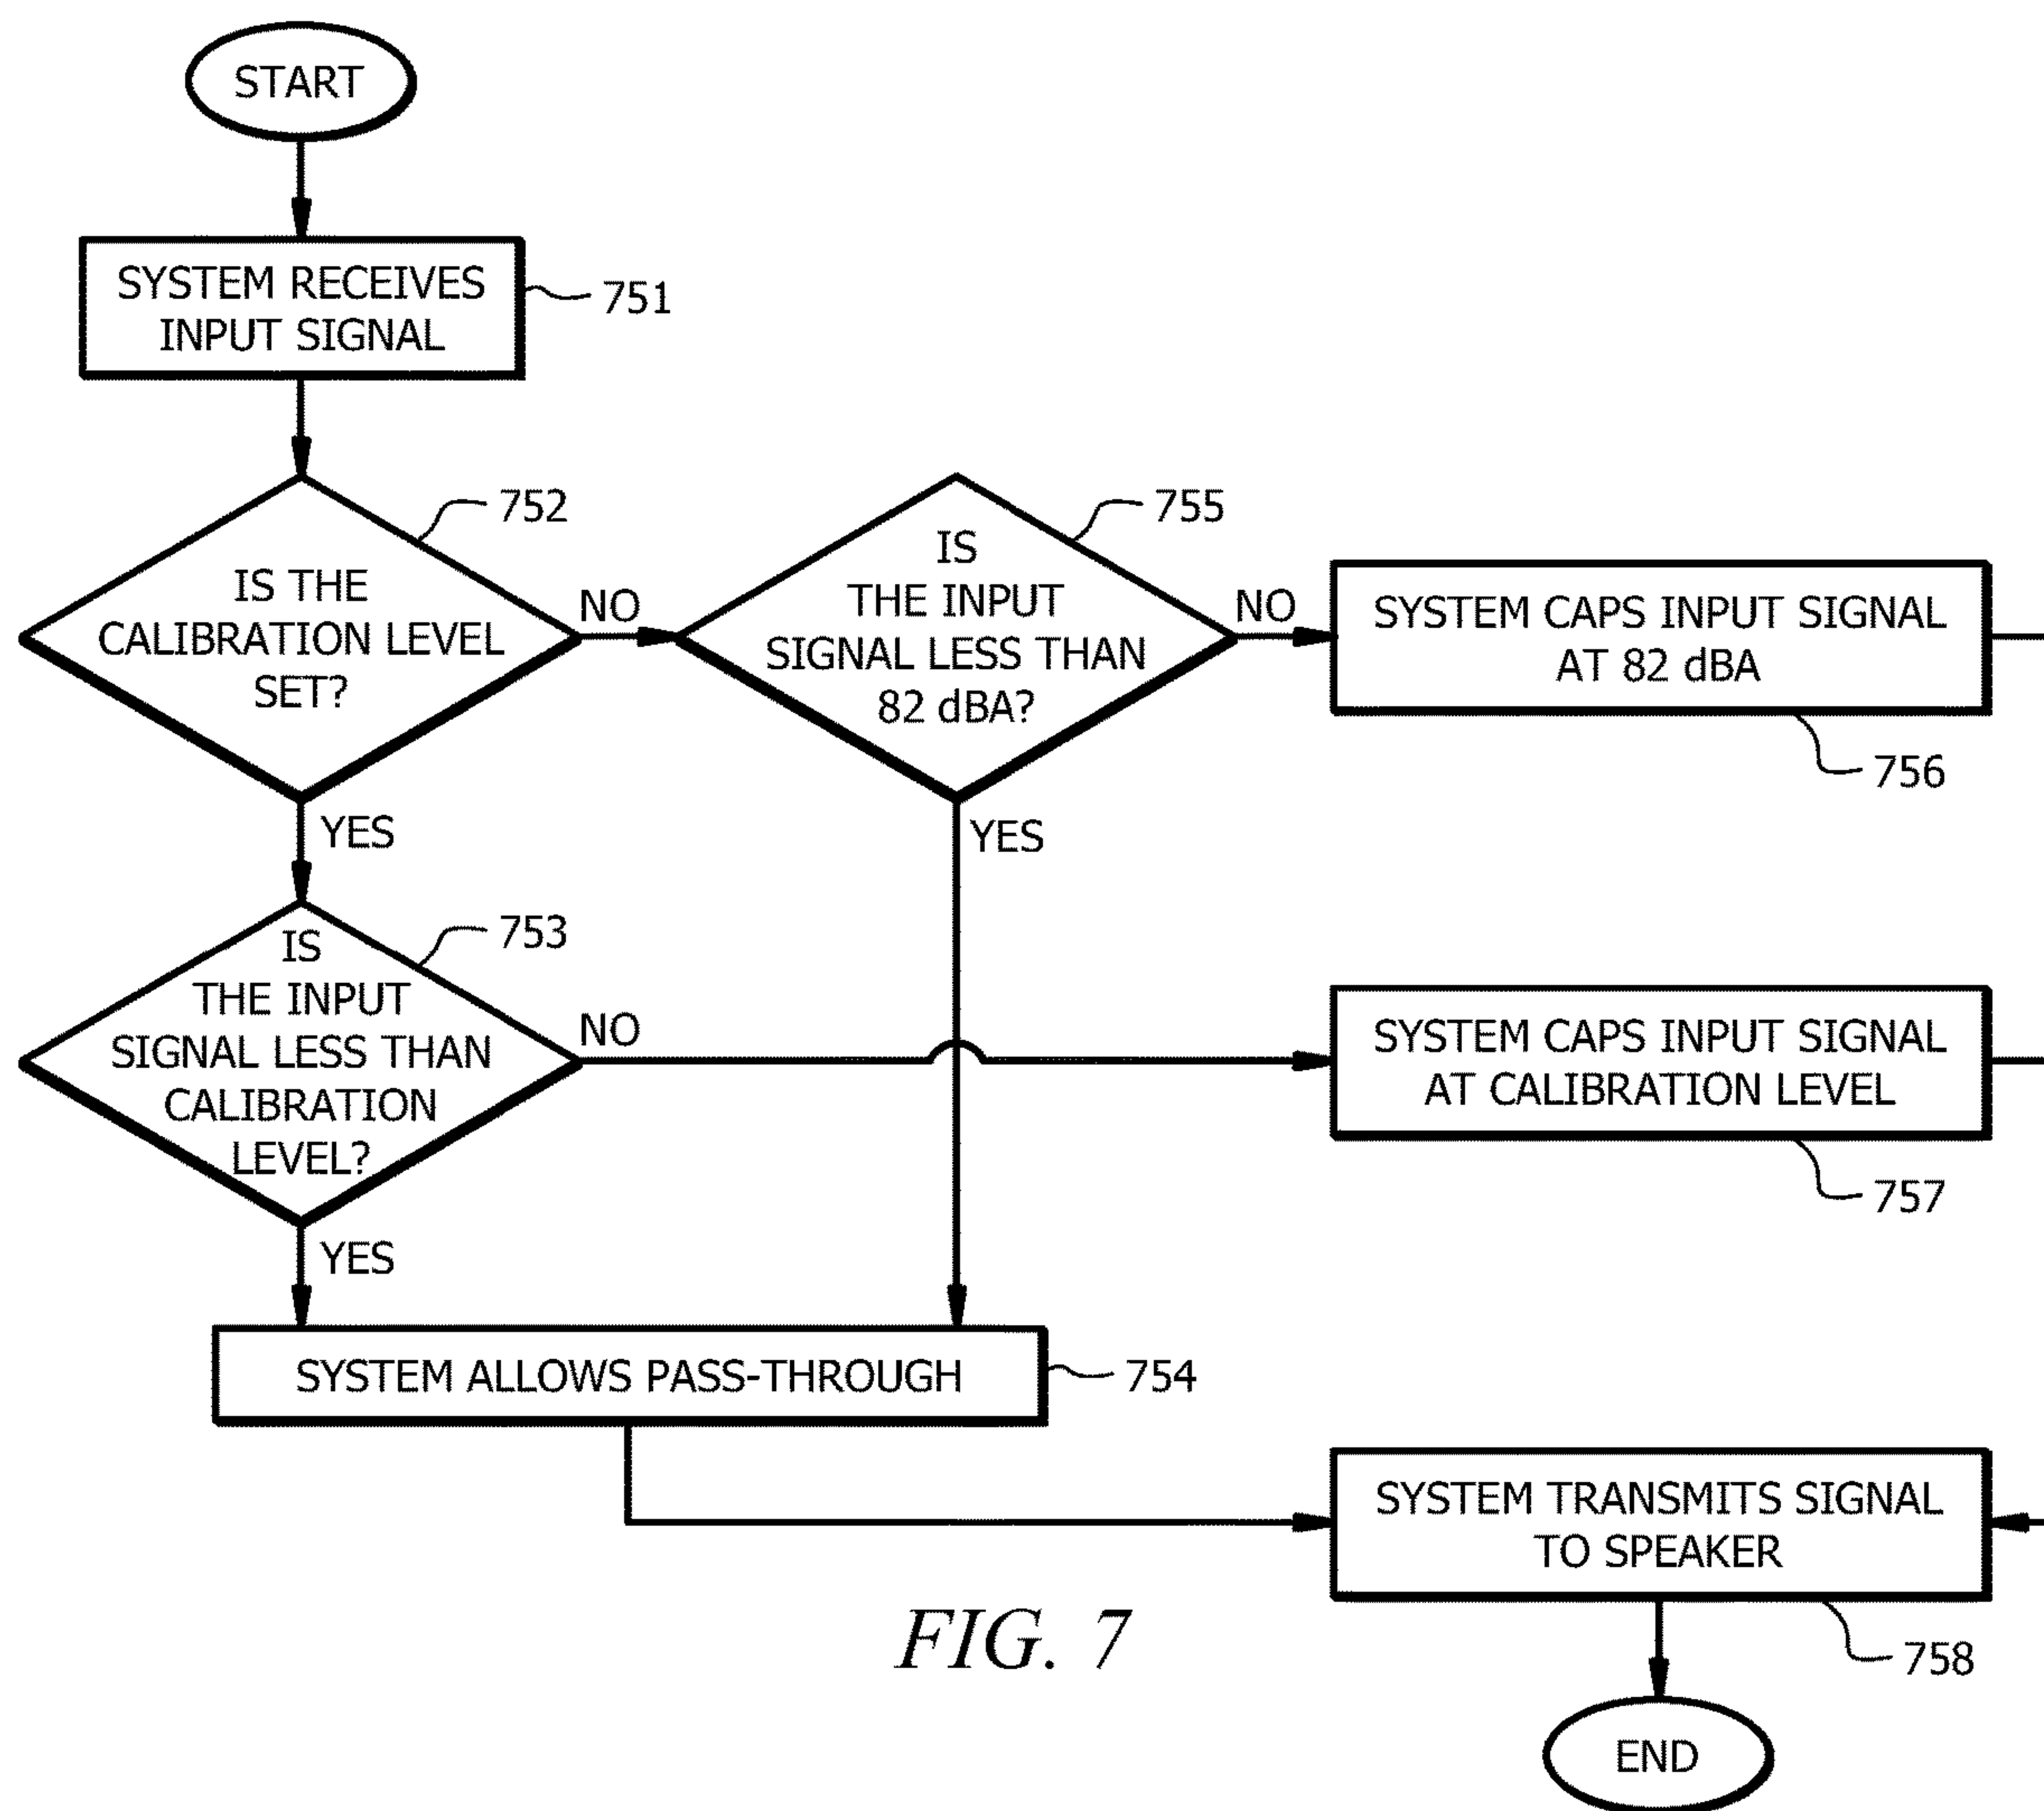 START
SYSTEM RECEIVES
INPUT SIGNAL
751
752
IS THE
CALIBRATION LEVEL
SET?
NO
755
IS
THE INPUT
SIGNAL LESS THAN
82 dBA?
NO
SYSTEM CAPS INPUT SIGNAL
AT 82 dBA
756
YES
YES
753
IS
THE INPUT
SIGNAL LESS THAN
CALIBRATION
LEVEL?
NO
SYSTEM CAPS INPUT SIGNAL
AT CALIBRATION LEVEL
757
YES
SYSTEM ALLOWS PASS-THROUGH
754
SYSTEM TRANSMITS SIGNAL
TO SPEAKER
758
FIG. 7
END